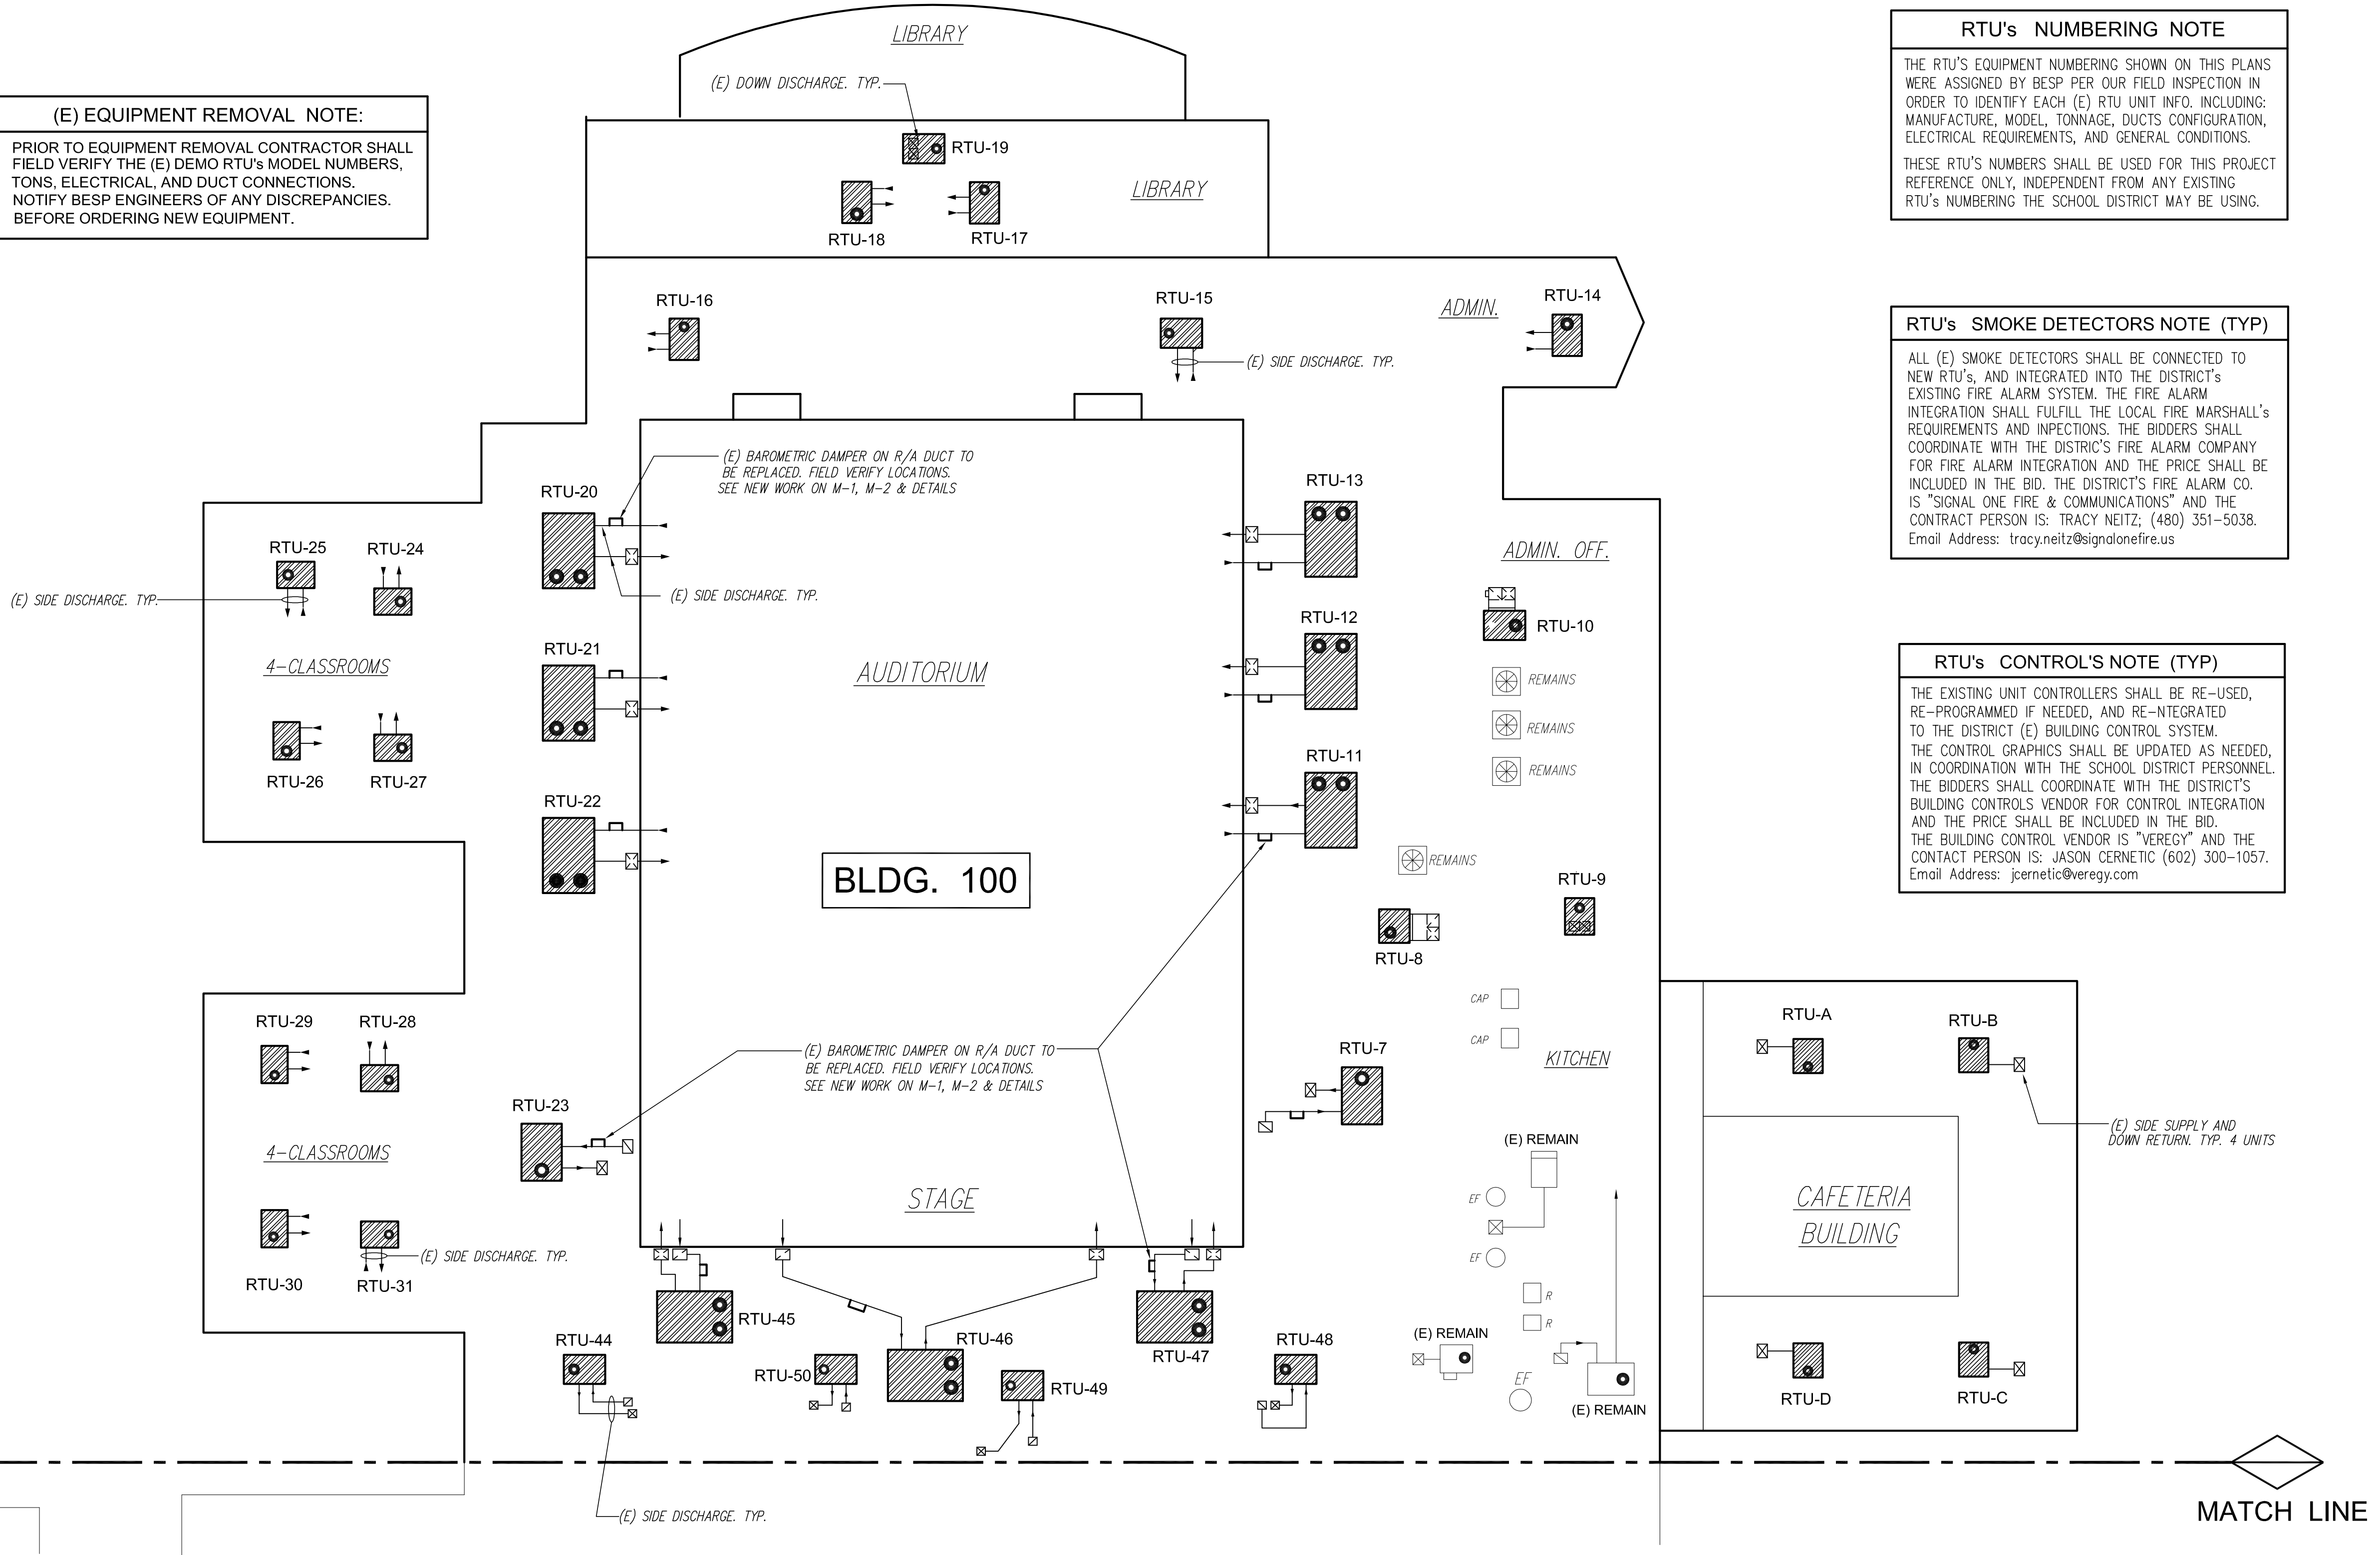 LIBRARY
(E) DOWN DISCHARGE. TYP.
RTU-19
LIBRARY
RTU-18
RTU-17
(E) EQUIPMENT REMOVAL NOTE:
PRIOR TO EQUIPMENT REMOVAL CONTRACTOR SHALL
FIELD VERIFY THE (E) DEMO RTU's MODEL NUMBERS,
TONS, ELECTRICAL, AND DUCT CONNECTIONS.
NOTIFY BESP ENGINEERS OF ANY DISCREPANCIES.
BEFORE ORDERING NEW EQUIPMENT.
RTU's NUMBERING NOTE
THE RTU'S EQUIPMENT NUMBERING SHOWN ON THIS PLANS
WERE ASSIGNED BY BESP PER OUR FIELD INSPECTION IN
ORDER TO IDENTIFY EACH (E) RTU UNIT INFO. INCLUDING:
MANUFACTURE, MODEL, TONNAGE, DUCTS CONFIGURATION,
ELECTRICAL REQUIREMENTS, AND GENERAL CONDITIONS.
THESE RTU'S NUMBERS SHALL BE USED FOR THIS PROJECT
REFERENCE ONLY, INDEPENDENT FROM ANY EXISTING
RTU's NUMBERING THE SCHOOL DISTRICT MAY BE USING.
RTU-16
RTU-15
ADMIN.
RTU-14
(E) SIDE DISCHARGE. TYP.
RTU's SMOKE DETECTORS NOTE (TYP)
ALL (E) SMOKE DETECTORS SHALL BE CONNECTED TO
NEW RTU's, AND INTEGRATED INTO THE DISTRICT's
EXISTING FIRE ALARM SYSTEM. THE FIRE ALARM
INTEGRATION SHALL FULFILL THE LOCAL FIRE MARSHALL's
REQUIREMENTS AND INPECTIONS. THE BIDDERS SHALL
COORDINATE WITH THE DISTRIC'S FIRE ALARM COMPANY
FOR FIRE ALARM INTEGRATION AND THE PRICE SHALL BE
INCLUDED IN THE BID. THE DISTRICT'S FIRE ALARM CO.
IS "SIGNAL ONE FIRE & COMMUNICATIONS" AND THE
CONTRACT PERSON IS: TRACY NEITZ; (480) 351-5038.
Email Address: tracy.neitz@signalonefire.us
(E) BAROMETRIC DAMPER ON R/A DUCT TO
BE REPLACED. FIELD VERIFY LOCATIONS.
SEE NEW WORK ON M-1, M-2 & DETAILS
RTU-20
RTU-13
RTU-25
RTU-24
ADMIN. OFF.
(E) SIDE DISCHARGE. TYP.
(E) SIDE DISCHARGE. TYP.
RTU-12
RTU-10
RTU-21
4-CLASSROOMS
AUDITORIUM
REMAINS
REMAINS
REMAINS
RTU-11
RTU-26
RTU-27
RTU-22
RTU's CONTROL'S NOTE (TYP)
THE EXISTING UNIT CONTROLLERS SHALL BE RE-USED,
RE-PROGRAMMED IF NEEDED, AND RE-NTEGRATED
TO THE DISTRICT (E) BUILDING CONTROL SYSTEM.
THE CONTROL GRAPHICS SHALL BE UPDATED AS NEEDED,
IN COORDINATION WITH THE SCHOOL DISTRICT PERSONNEL.
THE BIDDERS SHALL COORDINATE WITH THE DISTRICT'S
BUILDING CONTROLS VENDOR FOR CONTROL INTEGRATION
AND THE PRICE SHALL BE INCLUDED IN THE BID.
THE BUILDING CONTROL VENDOR IS "VEREGY" AND THE
CONTACT PERSON IS: JASON CERNETIC (602) 300-1057.
Email Address: jcernetic@veregy.com
BLDG. 100
REMAINS
RTU-9
RTU-8
CAP
CAP
KITCHEN
RTU-29
RTU-28
(E) BAROMETRIC DAMPER ON R/A DUCT TO
BE REPLACED. FIELD VERIFY LOCATIONS.
SEE NEW WORK ON M-1, M-2 & DETAILS
RTU-7
RTU-A
RTU-B
RTU-23
4-CLASSROOMS
(E) REMAIN
(E) SIDE SUPPLY AND
DOWN RETURN. TYP. 4 UNITS
STAGE
EF
EF
CAFETERIA
BUILDING
(E) SIDE DISCHARGE. TYP.
RTU-30
RTU-31
R
R
RTU-45
RTU-44
RTU-46
RTU-47
RTU-48
RTU-50
RTU-49
(E) REMAIN
EF
(E) REMAIN
RTU-D
RTU-C
(E) SIDE DISCHARGE. TYP.
MATCH LINE